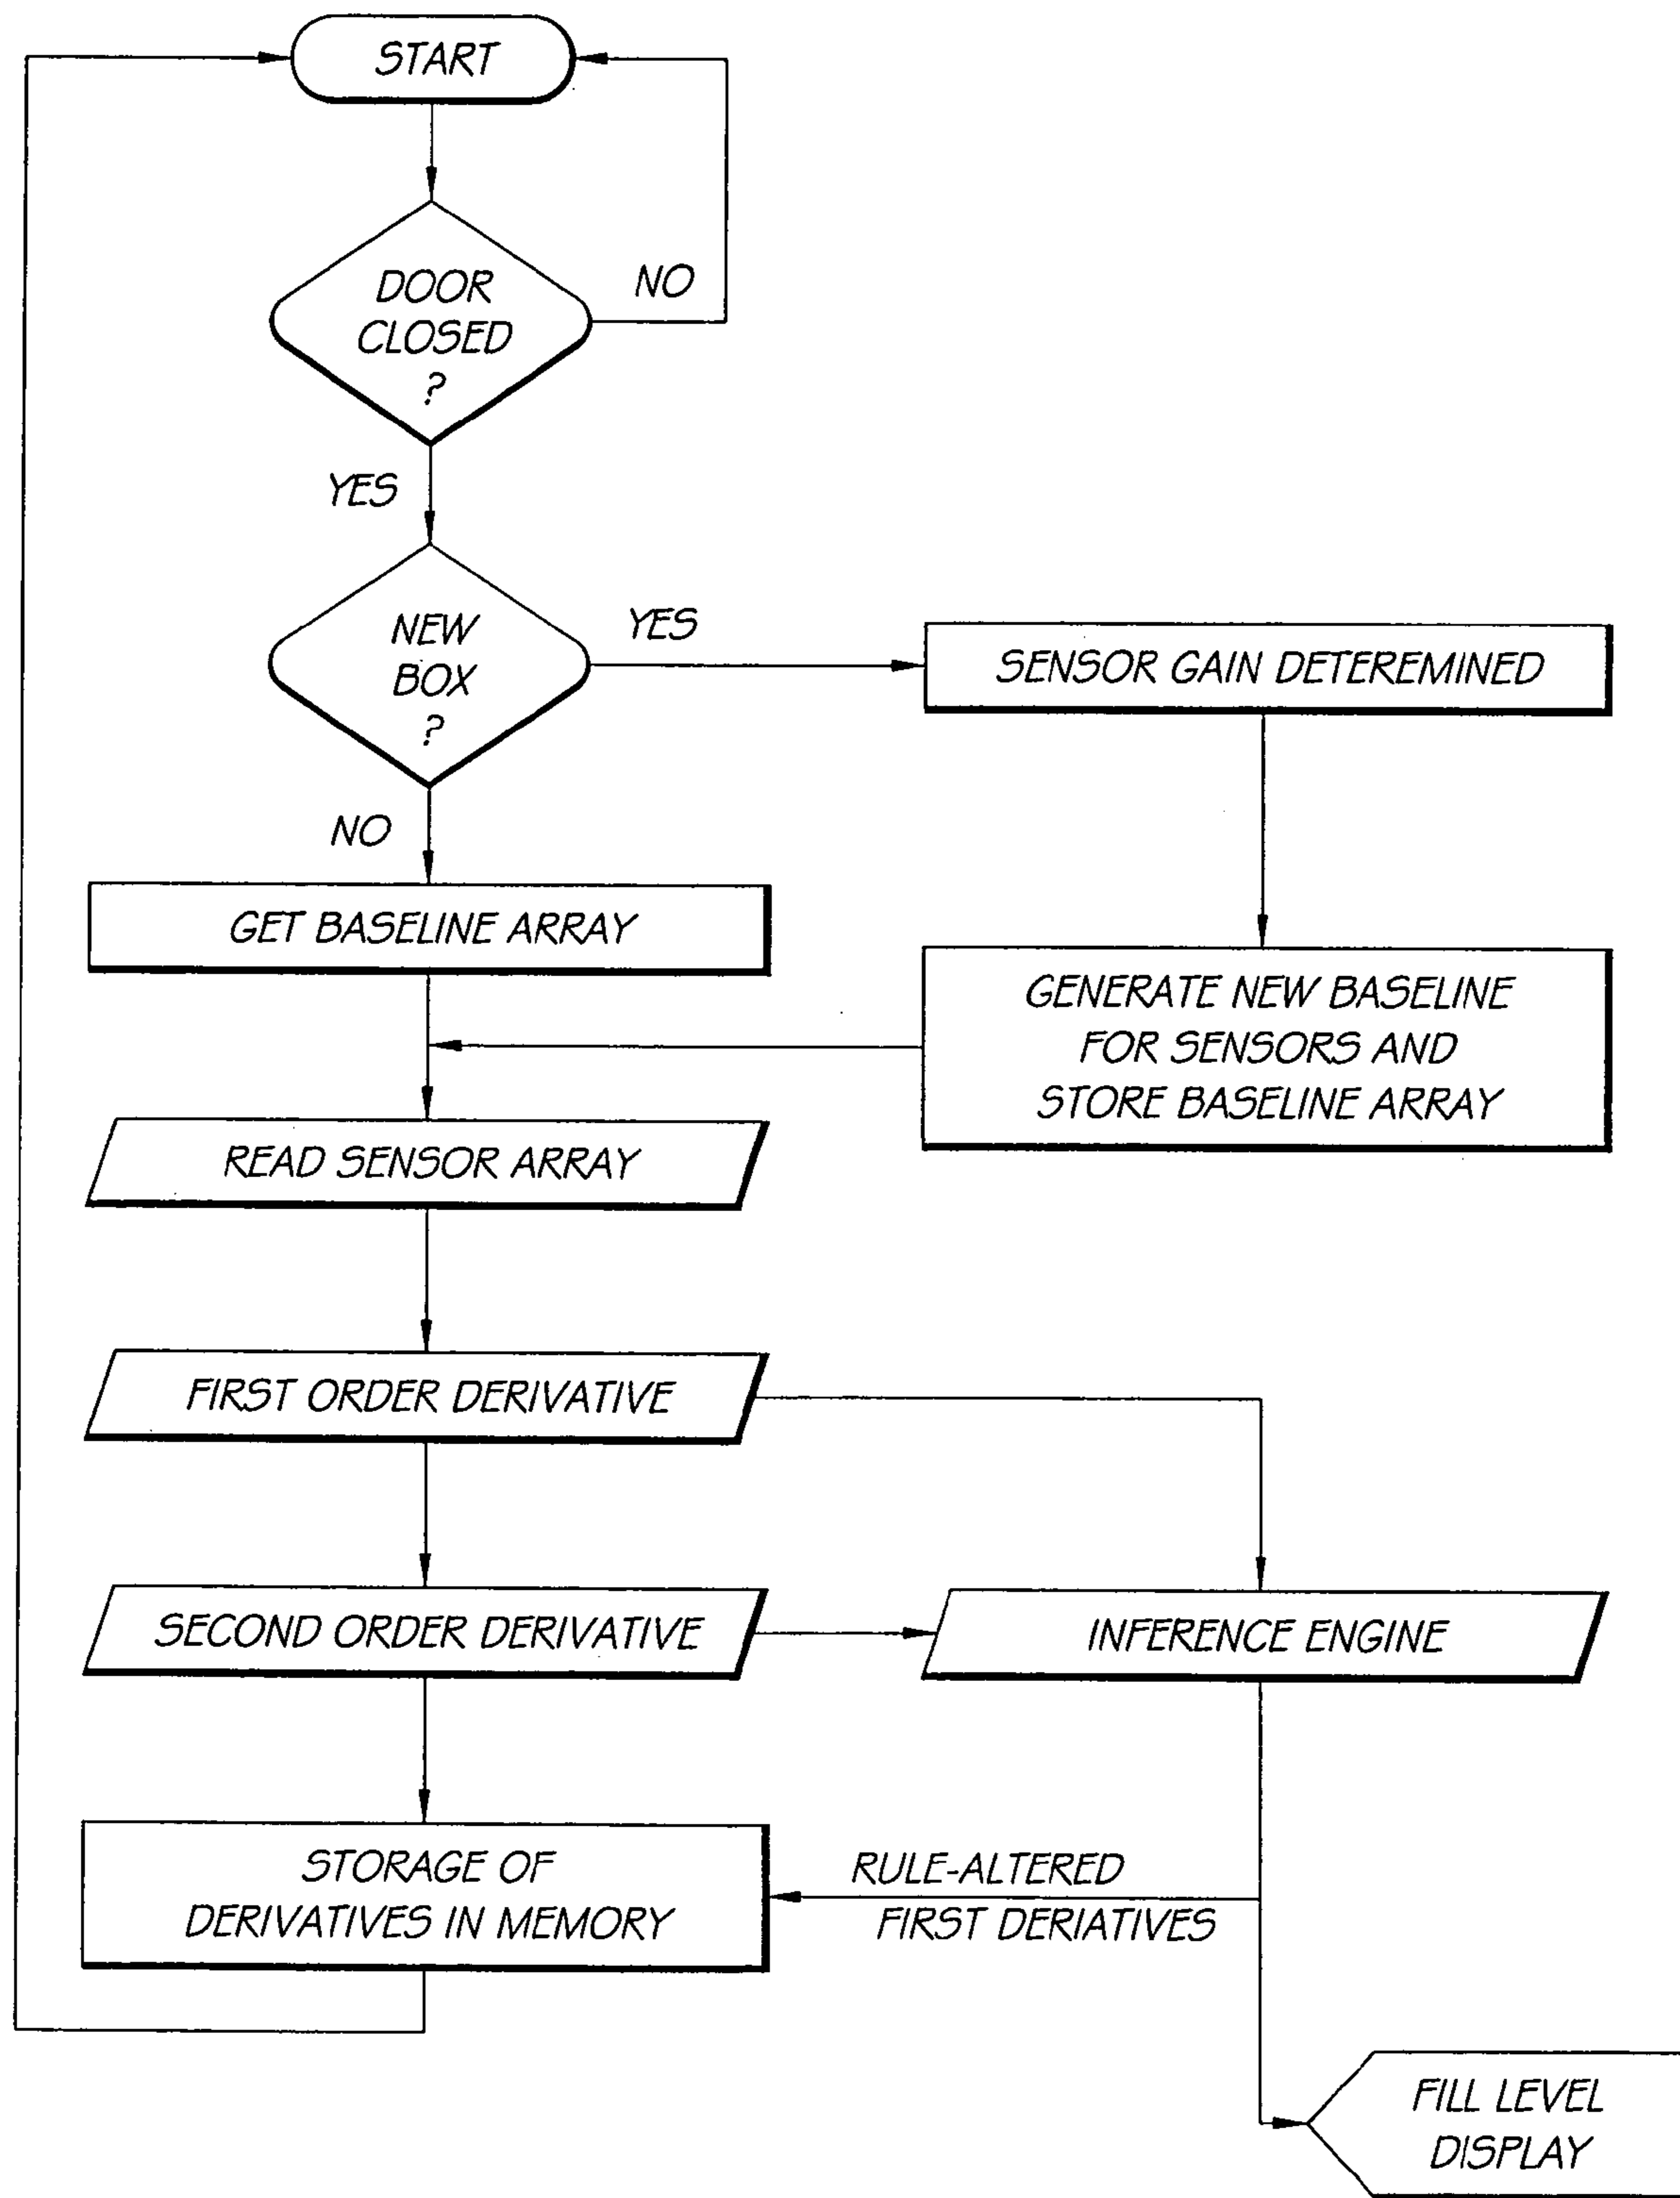 START
DOOR
CLOSED
?
NO
YES
NEW
BOX
?
YES
SENSOR GAIN DETEREMINED
NO
GET BASELINE ARRAY
GENERATE NEW BASELINE
FOR SENSORS AND
STORE BASELINE ARRAY
READ SENSOR ARRAY
FIRST ORDER DERIVATIVE
SECOND ORDER DERIVATIVE
INFERENCE ENGINE
STORAGE OF
DERIVATIVES IN MEMORY
RULE-ALTERED
FIRST DERIATIVES
FILL LEVEL
DISPLAY